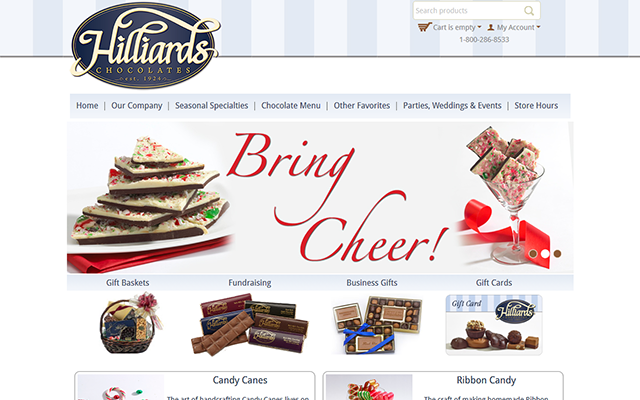 Search products
Hilliards
CHOCOLATES
est. 1924
Cart is empty
My Account
1-800-286-8533
Home | Our Company | Seasonal Specialties | Chocolate Menu | Other Favorites | Parties, Weddings & Events | Store Hours
Bring
Cheer!
Gift Baskets
Fundraising
Business Gifts
Gift Cards
Gift Card
Hilliards
Candy Canes
Ribbon Candy
The art of handcrafting Candy Canes lives on
The craft of making homemade Ribbon